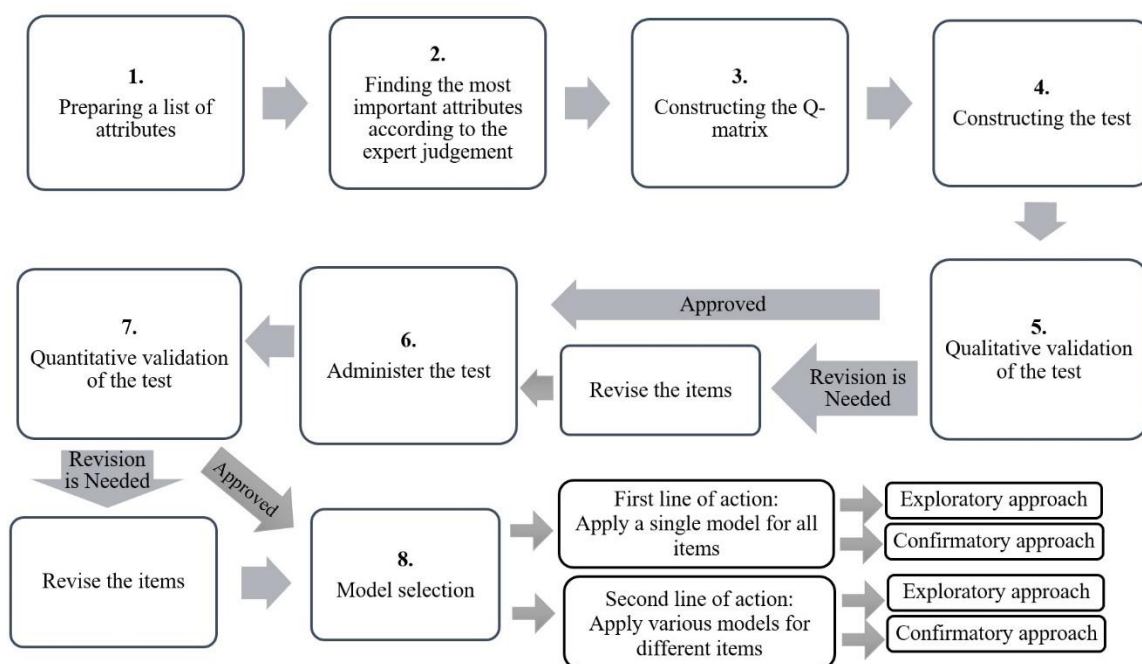 1.
Preparing a list of
attributes
2.
Finding the most
important attributes
according to the
expert judgement
3.
Constructing the Q-
matrix
4.
Constructing the test
5.
Qualitative validation
of the test
Approved
Revision is
Needed
Revise the items
6.
Administer the test
7.
Quantitative validation
of the test
Revision
is Needed
Approved
Revise the items
8.
Model selection
First line of action:
Apply a single model for all
items
Exploratory approach
Confirmatory approach
Second line of action:
Apply various models for
different items
Exploratory approach
Confirmatory approach